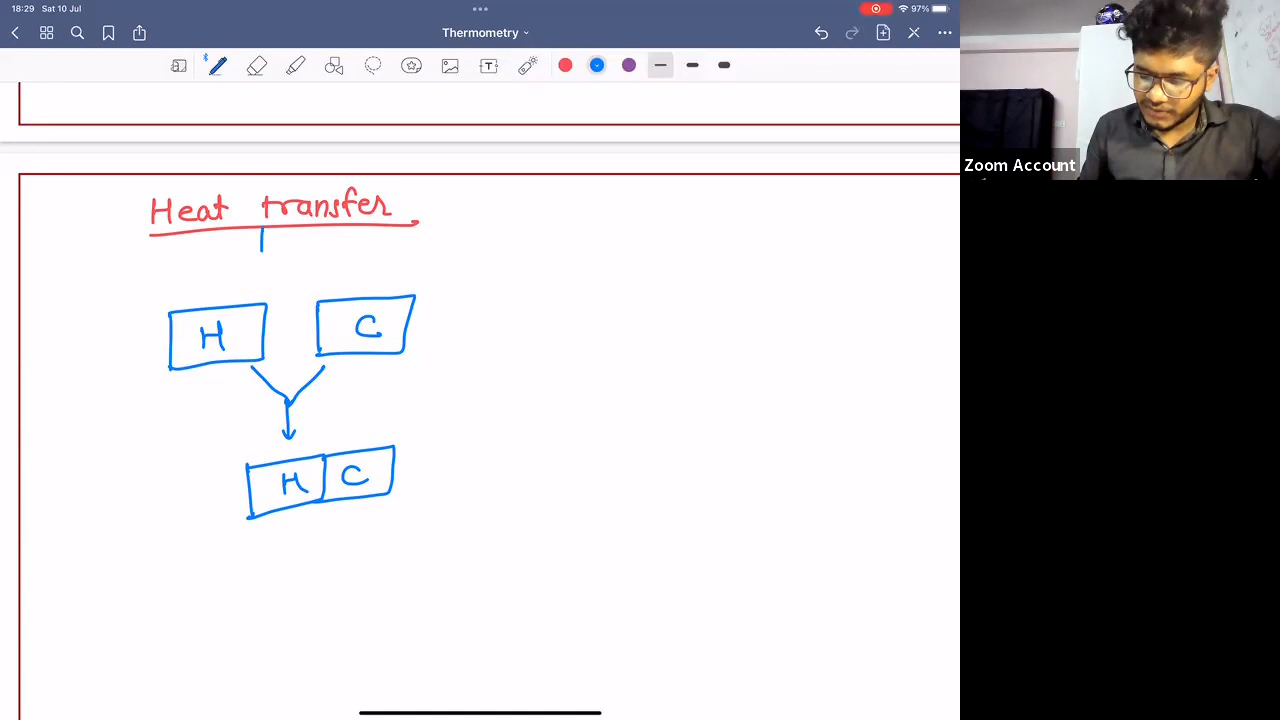 18:29 Sat 10 Jul
97%
Thermometry
T
Zoom Account
Heat transfer
H
C
H C